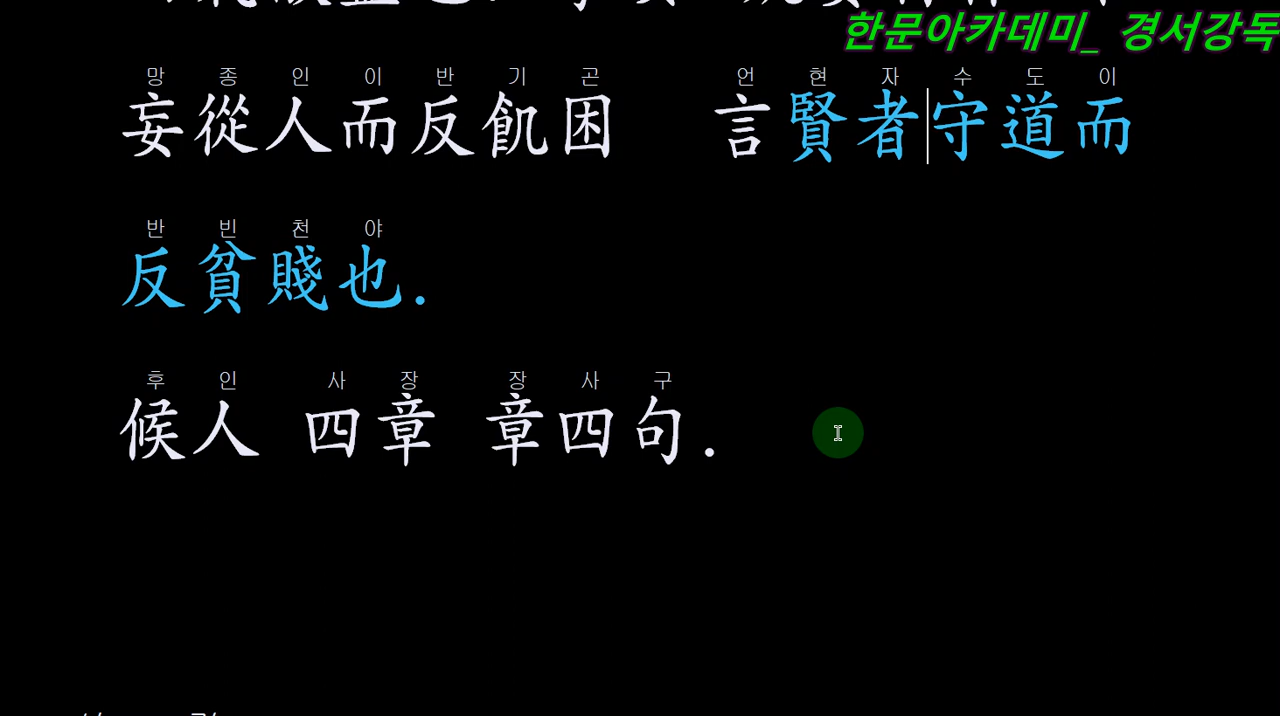 한문아카데미_ 경서강독
망 종 인 이 반 기 곤 언 현 자 수 도 이
妄從人而反飢困 言賢者守道而
반 빈 천 야
反貧賤也.
후 인 사 장 장 사 구
候人 四章 章四句.